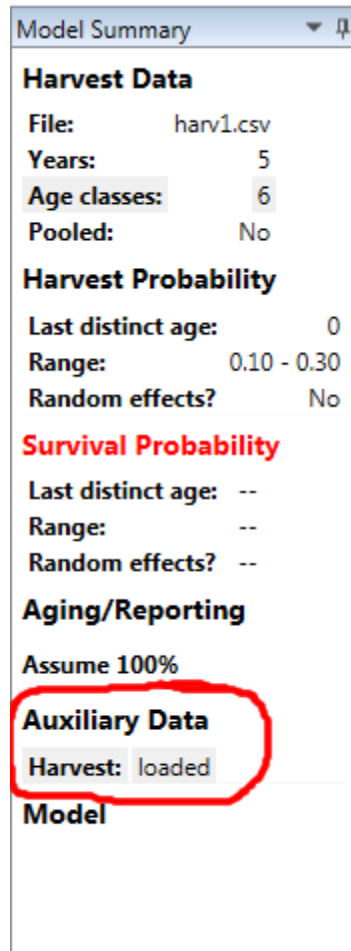 Model Summary
Harvest Data
File: harv1.csv
Years: 5
Age classes: 6
Pooled: No
Harvest Probability
Last distinct age: 0
Range: 0.10 - 0.30
Random effects? No
Survival Probability
Last distinct age: --
Range: --
Random effects? --
Aging/Reporting
Assume 100%
Auxiliary Data
Harvest: loaded
Model